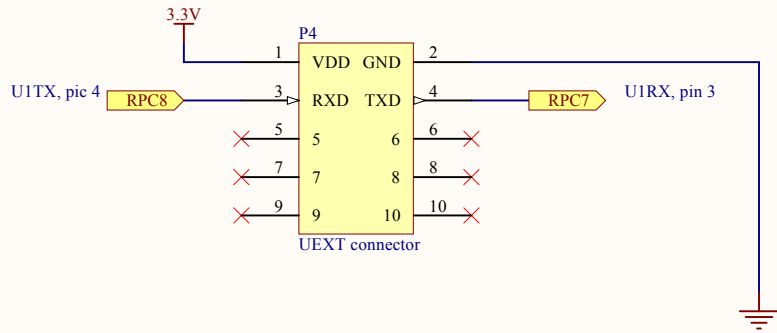 3.3V
P4
1 VDD GND 2
U1TX, pic 4 RPC8 3 RXD TXD 4 RPC7 U1RX, pin 3
5 5 6 6
7 7 8 8
9 9 10 10
UEXT connector